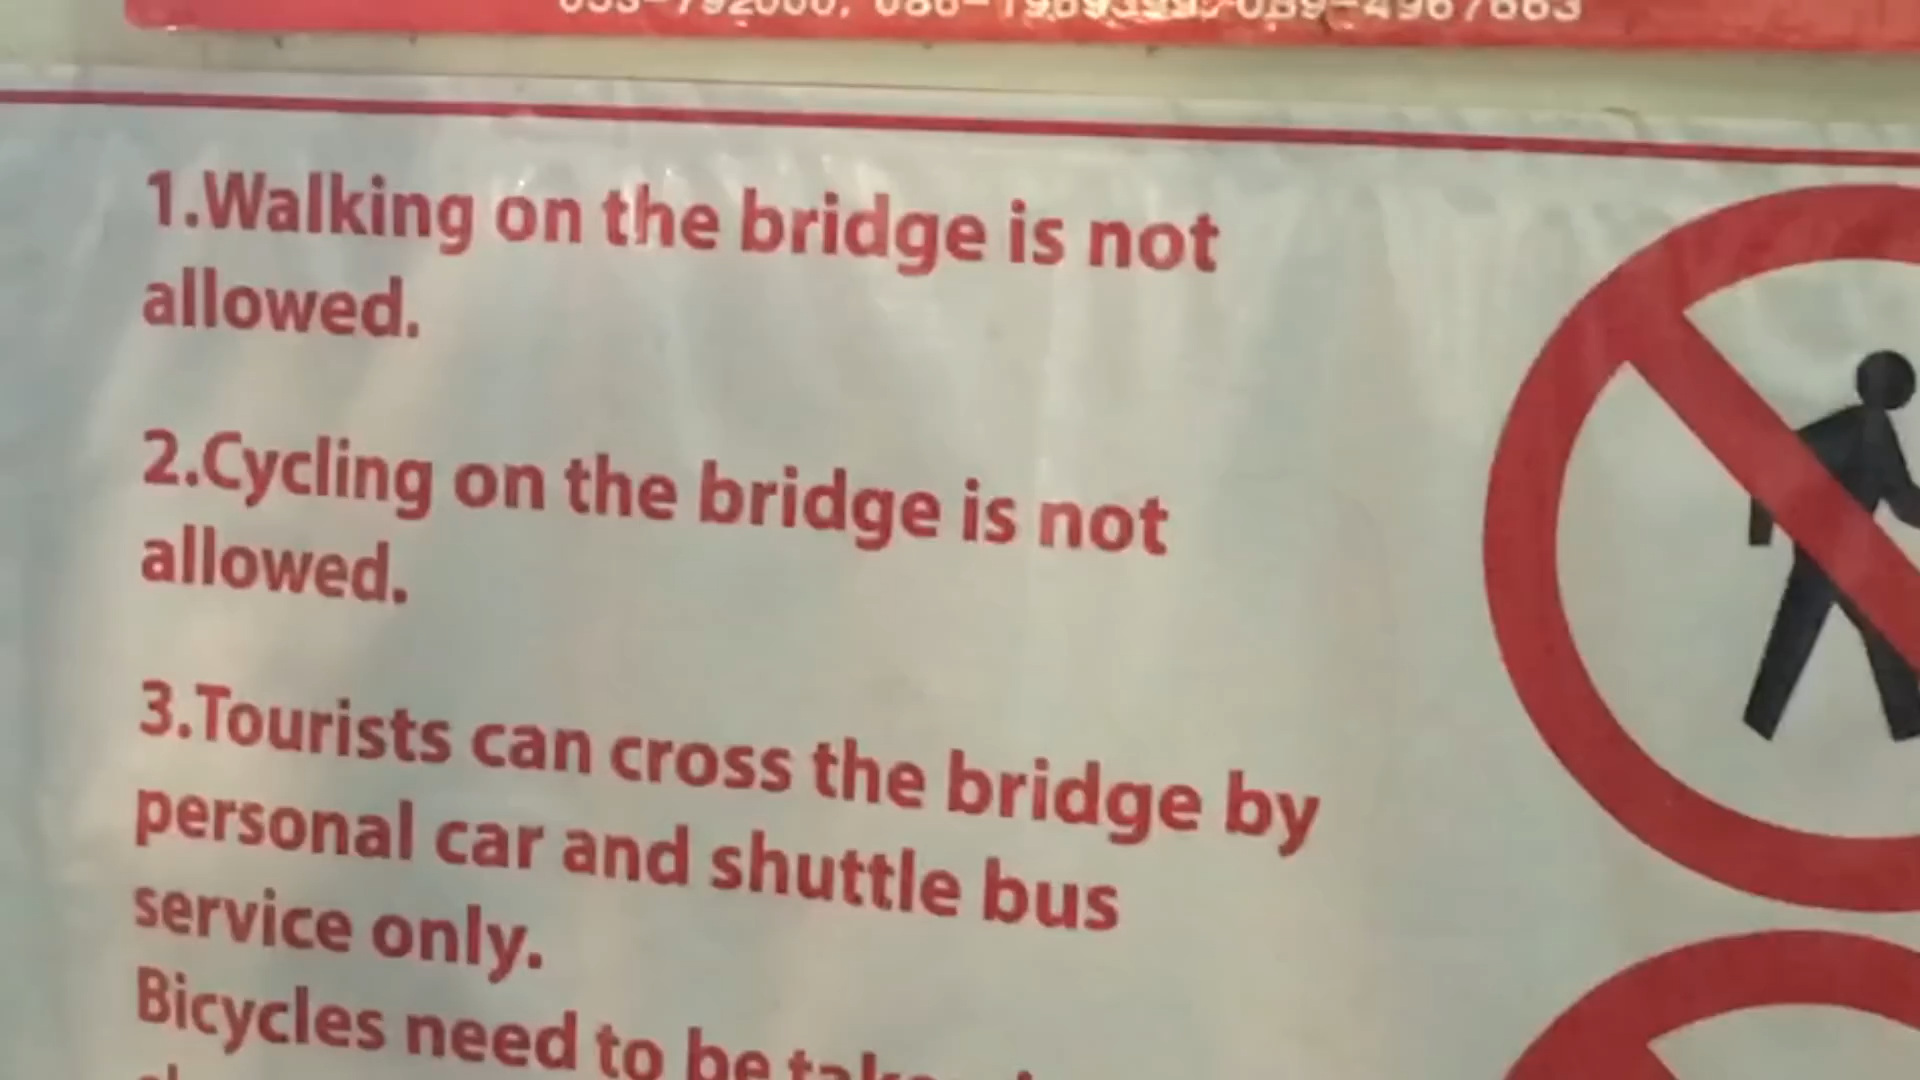 1.Walking on the bridge is not
allowed.
2.Cycling on the bridge is not
allowed.
3.Tourists can cross the bridge by
personal car and shuttle bus
service only.
Bicycles need to be